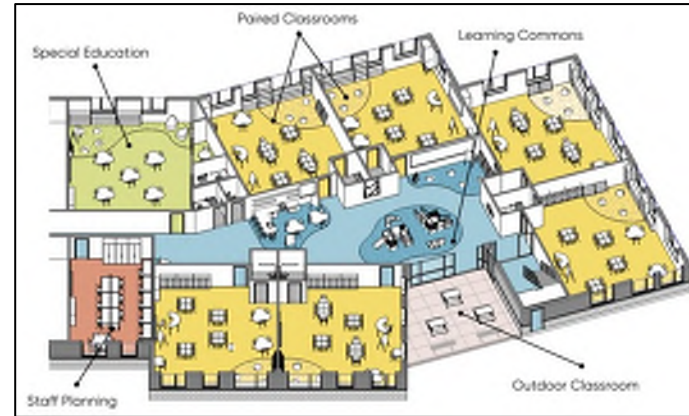 Paired Classrooms
Learning Commons
Special Education
Outdoor Classroom
Staff Planning